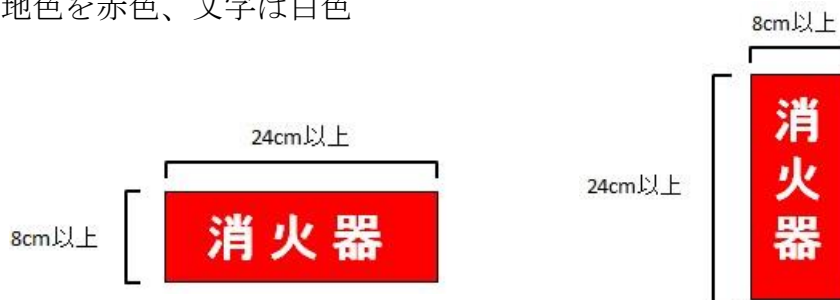 地色を赤色、文字は白色
8cm以上
24cm以上
8cm以上
消火器
24cm以上
消
火
器